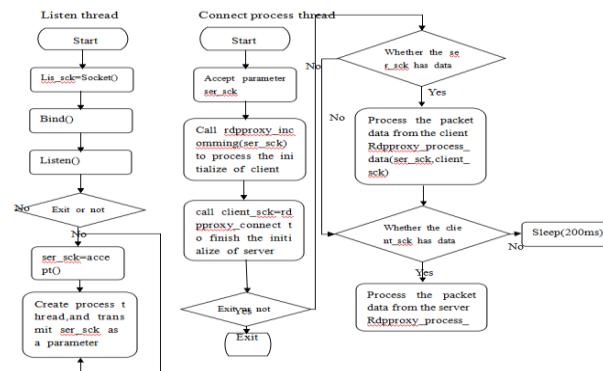 Listen thread
Start
Lis_sck=Socket()
Bind()
Listen()
No
Exit or not
No
ser_sck=acce
pt()
Create process t
hread,and trans
mit ser_sck as
a parameter
Connect process thread
Start
Accept parameter
ser_sck
Call rdpproxy_inc
omming(ser_sck)
to process the ini
tialize of client
call client_sck=rd
pproxy_connect t
o finish the initi
alize of server
Exit or not
Yes
Exit
No
Whether the se
r_sck has data
Yes
No
Process the packet
data from the client
Rdpproxy_process_
data(ser_sck,client_
sck)
Whether the clie
nt_sck has data
No
Sleep(200ms)
Yes
Process the packet
data from the server
Rdpproxy_process_